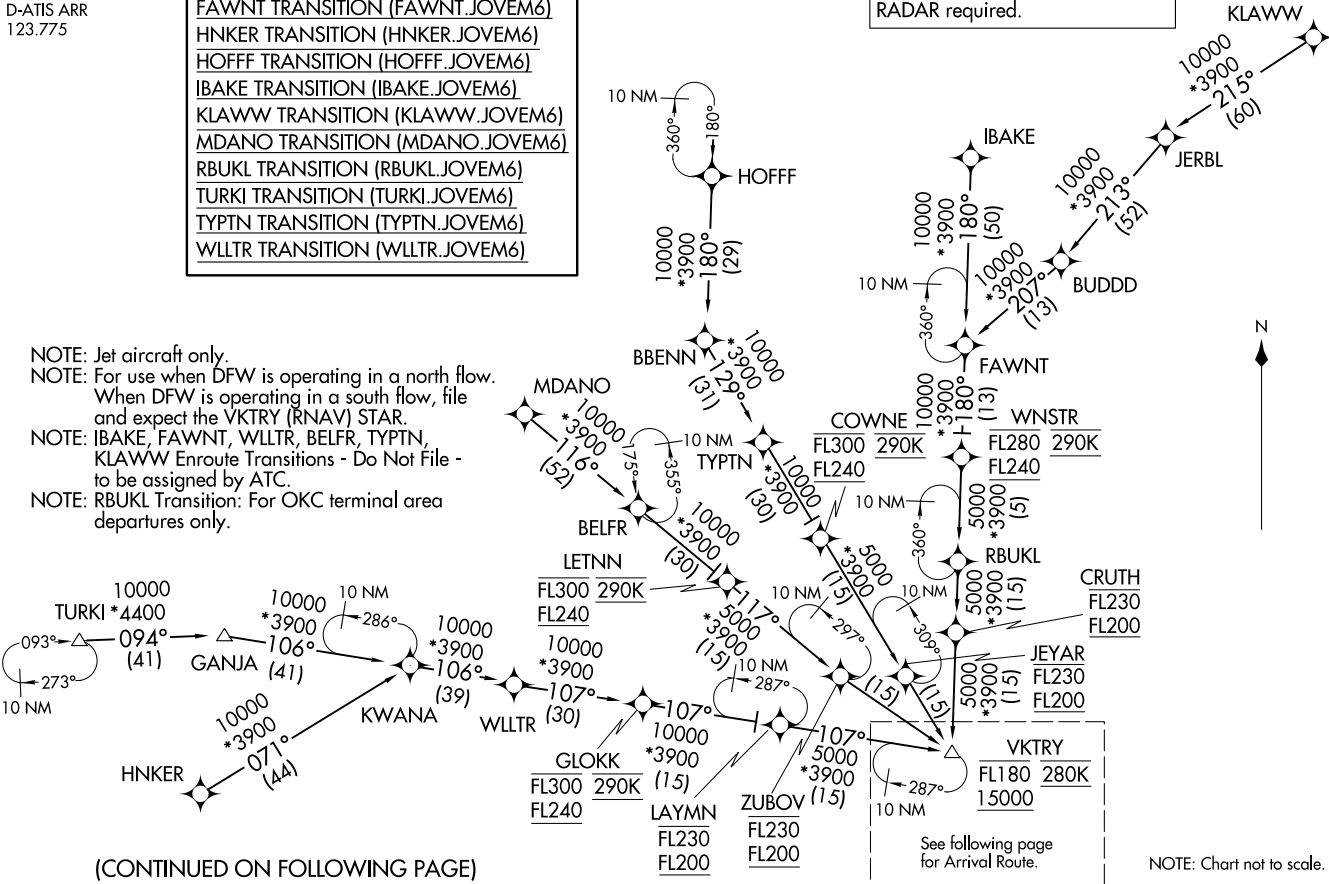 D-ATIS ARR
123.775
FAWNT TRANSITION (FAWNT.JOVEM6)
HNKER TRANSITION (HNKER.JOVEM6)
HOFFF TRANSITION (HOFFF.JOVEM6)
IBAKE TRANSITION (IBAKE.JOVEM6)
KLAWW TRANSITION (KLAWW.JOVEM6)
MDANO TRANSITION (MDANO.JOVEM6)
RBUKL TRANSITION (RBUKL.JOVEM6)
TURKI TRANSITION (TURKI.JOVEM6)
TYPTN TRANSITION (TYPTN.JOVEM6)
WLLTR TRANSITION (WLLTR.JOVEM6)
RADAR required.
KLAWW
10000
*3900
215°
(60)
JERBL
10000
*3900
213°
(52)
BUDDD
10000
*3900
207°
(13)
IBAKE
10000
*3900
180°
(50)
10 NM
360°
FAWNT
10000
*3900
180°
(13)
WNSTR
FL280 290K
FL240
10 NM
360°
5000
*3900
(5)
RBUKL
5000
*3900
(15)
CRUTH
FL230
FL200
5000
*3900
(15)
10 NM
360°
180°
HOFFF
10000
*3900
180°
(29)
BBENN
10000
*3900
129°
(31)
TYPTN
10000
*3900
(30)
COWNE
FL300 290K
FL240
5000
*3900
(15)
10 NM
309°
JEYAR
FL230
FL200
(15)
N
NOTE: Jet aircraft only.
NOTE: For use when DFW is operating in a north flow.
When DFW is operating in a south flow, file
and expect the VKTRY (RNAV) STAR.
NOTE: IBAKE, FAWNT, WLLTR, BELFR, TYPTN,
KLAWW Enroute Transitions - Do Not File -
to be assigned by ATC.
NOTE: RBUKL Transition: For OKC terminal area
departures only.
MDANO
10000
*3900
116°
(52)
10 NM
175°
355°
BELFR
10000
*3900
(30)
LETNN
FL300 290K
FL240
117°
5000
*3900
(15)
10 NM
297°
ZUBOV
FL230
FL200
(15)
TURKI
10000
*4400
094°
(41)
093°
273°
10 NM
GANJA
10000
*3900
106°
(41)
10 NM
286°
KWANA
HNKER
10000
*3900
071°
(44)
10000
*3900
106°
(39)
WLLTR
10000
*3900
107°
(30)
GLOKK
FL300 290K
FL240
107°
10000
*3900
(15)
10 NM
287°
LAYMN
FL230
FL200
107°
5000
*3900
(15)
VKTRY
FL180 280K
15000
287°
10 NM
See following page
for Arrival Route.
(CONTINUED ON FOLLOWING PAGE)
NOTE: Chart not to scale.